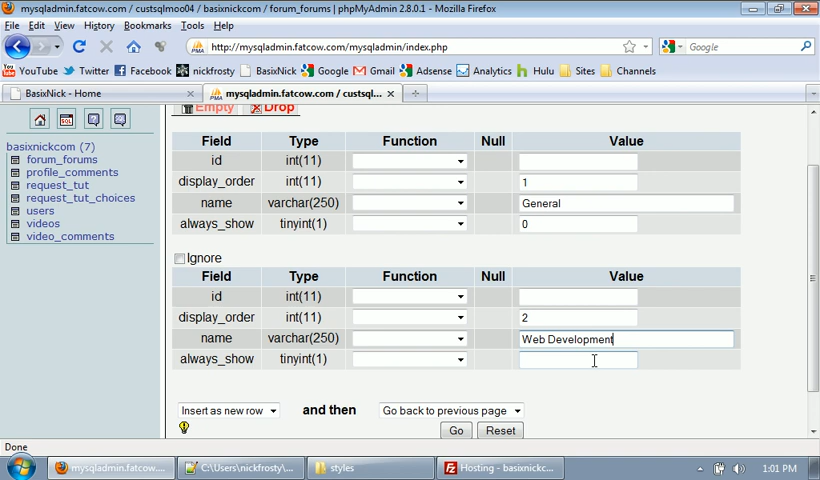 mysqladmin.fatcow.com / custsqlmoo04 / basixnickcom / forum_forums | phpMyAdmin 2.8.0.1 - Mozilla Firefox
File Edit View History Bookmarks Tools Help
http://mysqladmin.fatcow.com/mysqladmin/index.php
Google
YouTube Twitter Facebook nickfrosty BasixNick Google Gmail Adsense Analytics Hulu Sites Channels
BasixNick - Home
mysqladmin.fatcow.com / custsql...
Empty Drop
basixnickcom (7)
forum_forums
profile_comments
request_tut
request_tut_choices
users
videos
video_comments
Field Type Function Null Value
id int(11)
display_order int(11) 1
name varchar(250) General
always_show tinyint(1) 0
Ignore
Field Type Function Null Value
id int(11)
display_order int(11) 2
name varchar(250) Web Development
always_show tinyint(1)
Insert as new row and then Go back to previous page
Go Reset
Done
mysqladmin.fatcow.com... C:\Users\nickfrosty\... styles Hosting - basixnickc... 1:01 PM